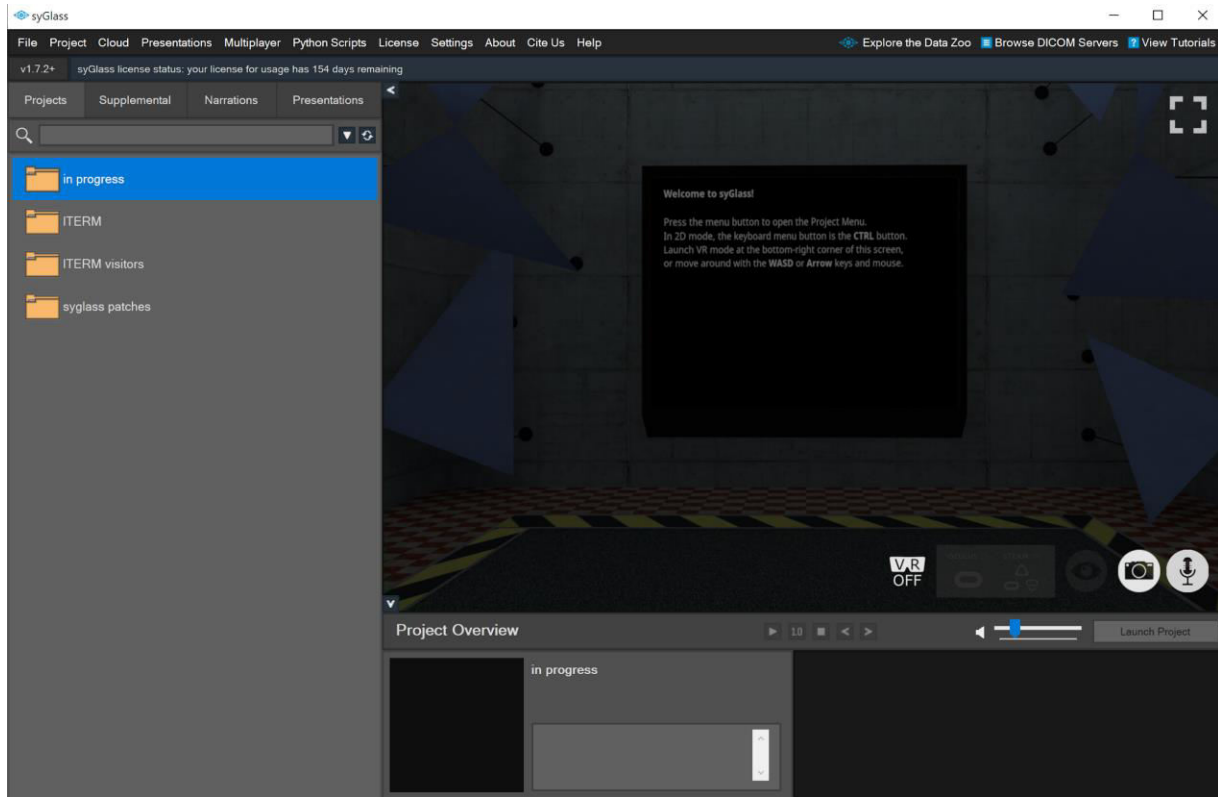 syGlass
File Project Cloud Presentations Multiplayer Python Scripts License Settings About Cite Us Help Explore the Data Zoo Browse DICOM Servers View Tutorials
v1.7.2+ syGlass license status: your license for usage has 154 days remaining
Projects Supplemental Narrations Presentations
in progress
ITERM
ITERM visitors
syglass patches
Welcome to syGlass!
Press the menu button to open the Project Menu.
In 2D mode, the keyboard menu button is the CTRL button.
Launch VR mode at the bottom-right corner of this screen,
or move around with the WASD or Arrow keys and mouse.
VR
OFF
Project Overview 10 Launch Project
in progress